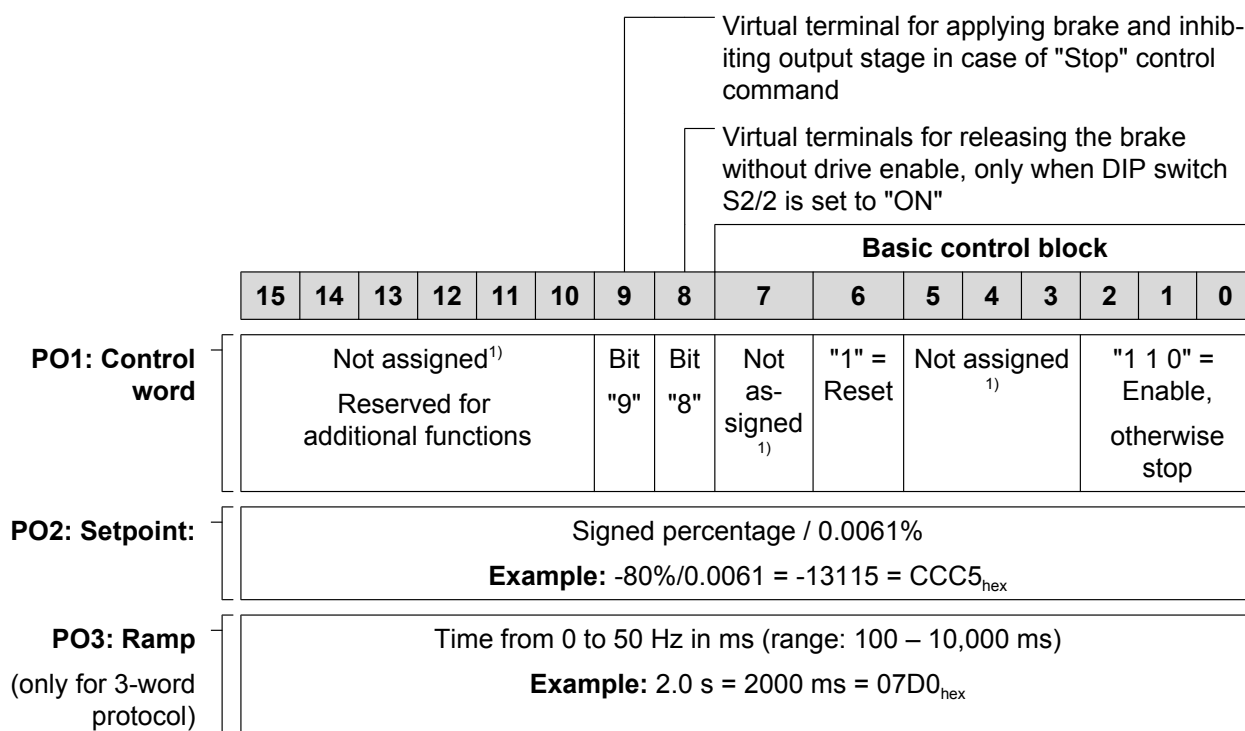 Virtual terminal for applying brake and inhib-
iting output stage in case of "Stop" control
command
Virtual terminals for releasing the brake
without drive enable, only when DIP switch
S2/2 is set to "ON"
Basic control block
15 14 13 12 11 10 9 8 7 6 5 4 3 2 1 0
PO1: Control
word
Not assigned1)
Reserved for
additional functions
Bit
"9"
Bit
"8"
Not
as-
signed
1)
"1" =
Reset
Not assigned
1)
"1 1 0" =
Enable,
otherwise
stop
PO2: Setpoint:
Signed percentage / 0.0061%
Example: -80%/0.0061 = -13115 = CCC5hex
PO3: Ramp
(only for 3-word
protocol)
Time from 0 to 50 Hz in ms (range: 100 – 10,000 ms)
Example: 2.0 s = 2000 ms = 07D0hex